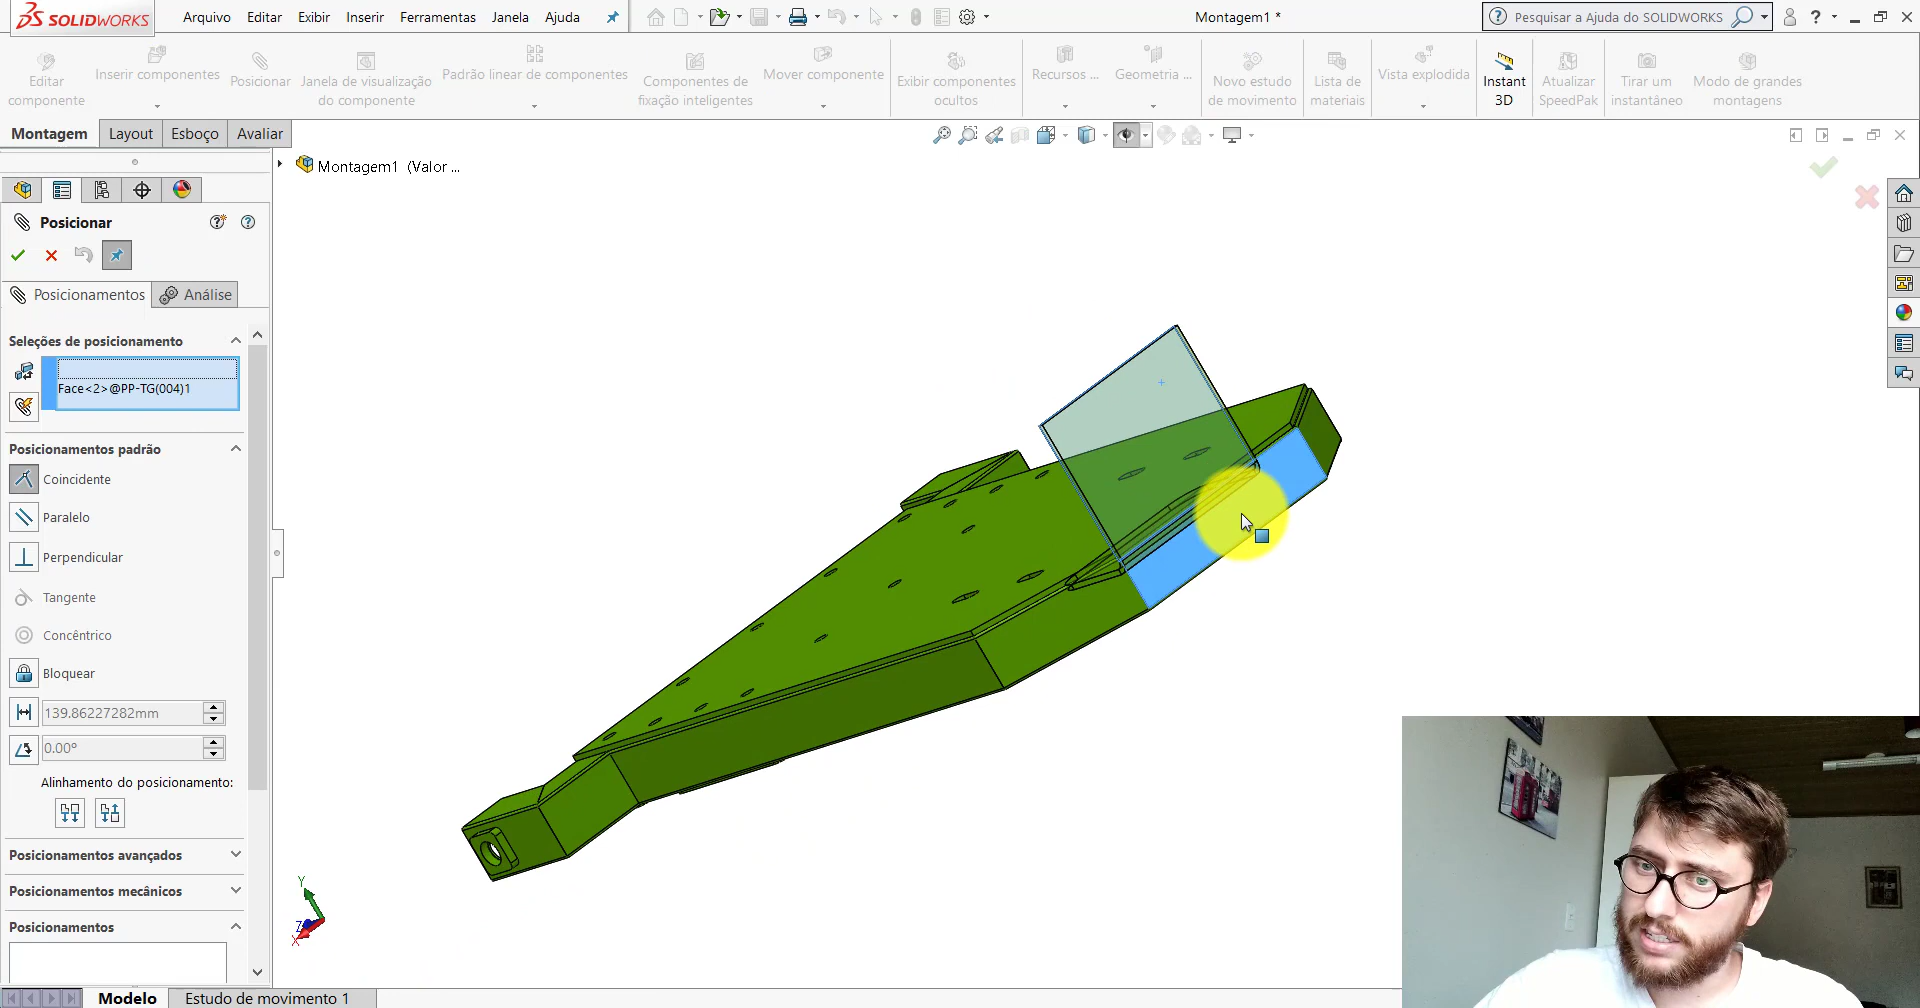 SOLIDWORKS
Arquivo Editar Exibir Inserir Ferramentas Janela Ajuda
Montagem1 *
Pesquisar a Ajuda do SOLIDWORKS
?
Editar componente
Inserir componentes
Posicionar
Janela de visualização do componente
Padrão linear de componentes
Componentes de fixação inteligentes
Mover componente
Exibir componentes ocultos
Recursos ...
Geometria ...
Novo estudo de movimento
Lista de materiais
Vista explodida
Instant 3D
Atualizar SpeedPak
Tirar um instantâneo
Modo de grandes montagens
Montagem Layout Esboço Avaliar
Montagem1 (Valor ...
Posicionar
Posicionamentos Análise
Seleções de posicionamento
Face<2>@PP-TG(004)1
Posicionamentos padrão
Coincidente
Paralelo
Perpendicular
Tangente
Concêntrico
Bloquear
139.86227282mm
0.00°
Alinhamento do posicionamento:
Posicionamentos avançados
Posicionamentos mecânicos
Posicionamentos
Y
Z
X
Modelo Estudo de movimento 1